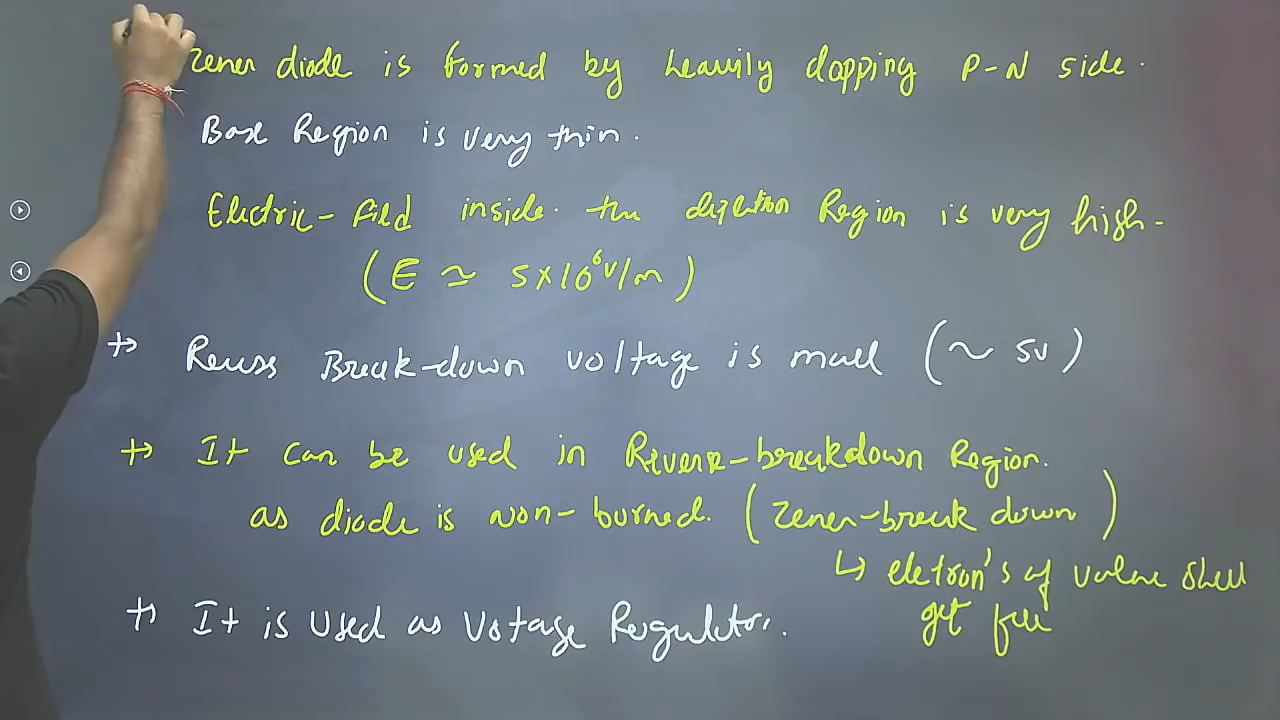 Zener diode is formed by heavily dopping P-N side.
Base Region is very thin.
Electric-field inside the depletion Region is very high-
(E ≃ 5×10⁶ v/m)
Reverse Break-down voltage is small (~ 5v)
It can be used in Reverse-breakdown Region.
as diode is non-burned. (Zener-break down)
↳ eletron's of valence shell
get free
It is used as Votage Regulator.